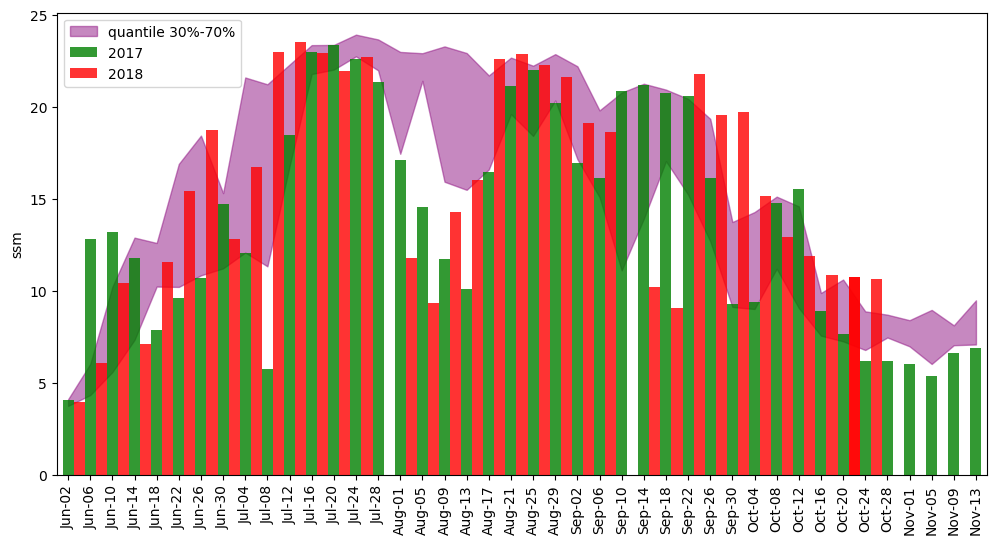 quantile 30%-70%
2017
2018
ssm
25
20
15
10
5
0
Jun-02
Jun-06
Jun-10
Jun-14
Jun-18
Jun-22
Jun-26
Jun-30
Jul-04
Jul-08
Jul-12
Jul-16
Jul-20
Jul-24
Jul-28
Aug-01
Aug-05
Aug-09
Aug-13
Aug-17
Aug-21
Aug-25
Aug-29
Sep-02
Sep-06
Sep-10
Sep-14
Sep-18
Sep-22
Sep-26
Sep-30
Oct-04
Oct-08
Oct-12
Oct-16
Oct-20
Oct-24
Oct-28
Nov-01
Nov-05
Nov-09
Nov-13